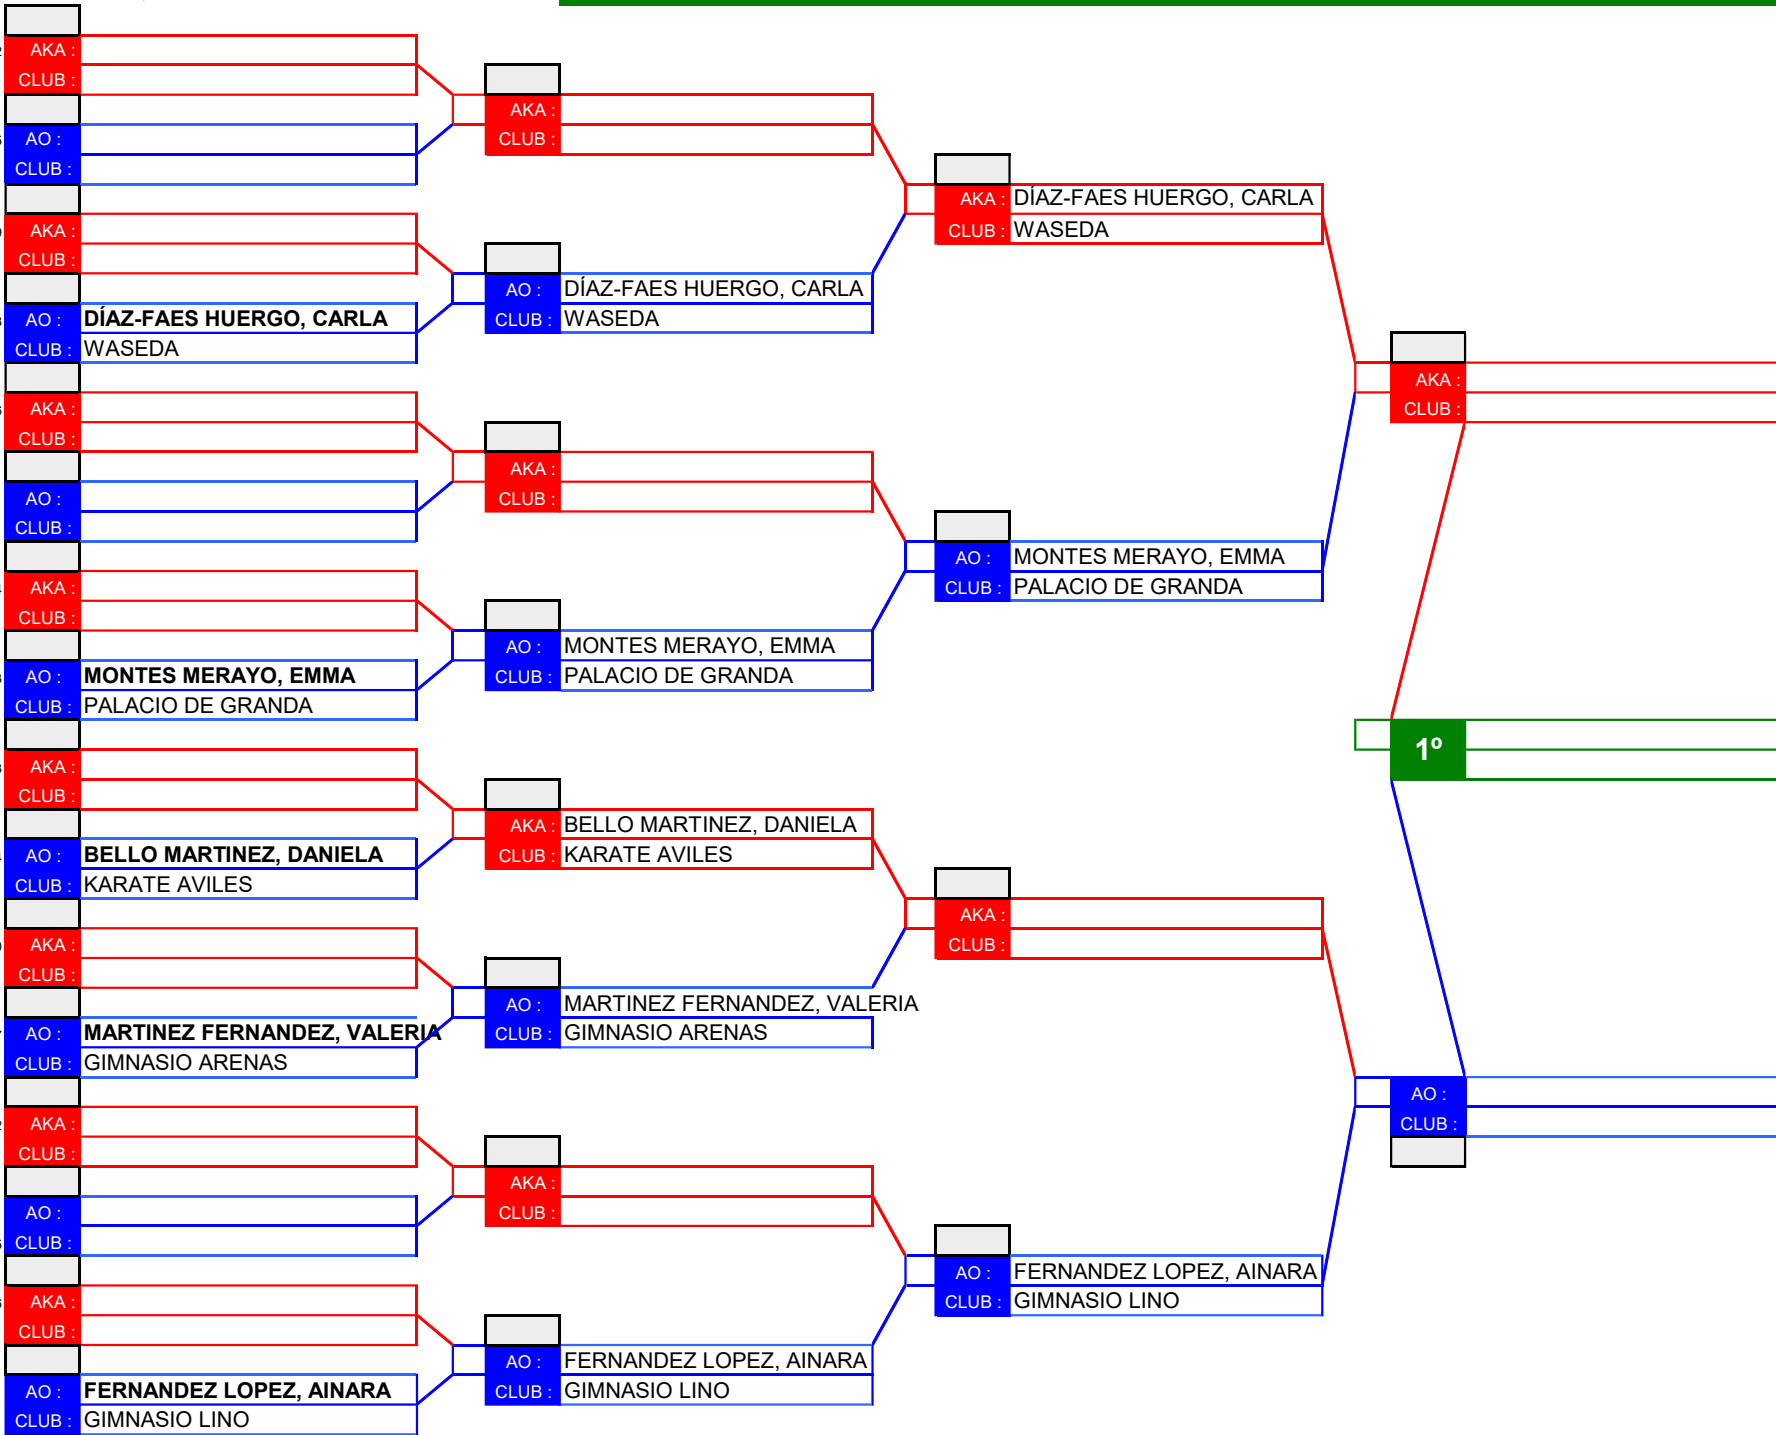 AKA :
CLUB :
AO :
CLUB :
AKA :
CLUB :
AO : DÍAZ-FAES HUERGO, CARLA
CLUB : WASEDA
AKA :
CLUB :
AO :
CLUB :
AKA :
CLUB :
AO : MONTES MERAYO, EMMA
CLUB : PALACIO DE GRANDA
AKA :
CLUB :
AO : BELLO MARTINEZ, DANIELA
CLUB : KARATE AVILES
AKA :
CLUB :
AO : MARTINEZ FERNANDEZ, VALERIA
CLUB : GIMNASIO ARENAS
AKA :
CLUB :
AO :
CLUB :
AKA :
CLUB :
AO : FERNANDEZ LOPEZ, AINARA
CLUB : GIMNASIO LINO
AKA :
CLUB :
AO : DÍAZ-FAES HUERGO, CARLA
CLUB : WASEDA
AKA :
CLUB :
AO : MONTES MERAYO, EMMA
CLUB : PALACIO DE GRANDA
AKA : BELLO MARTINEZ, DANIELA
CLUB : KARATE AVILES
AO : MARTINEZ FERNANDEZ, VALERIA
CLUB : GIMNASIO ARENAS
AKA :
CLUB :
AO : FERNANDEZ LOPEZ, AINARA
CLUB : GIMNASIO LINO
AKA : DÍAZ-FAES HUERGO, CARLA
CLUB : WASEDA
AO : MONTES MERAYO, EMMA
CLUB : PALACIO DE GRANDA
AKA :
CLUB :
AO : FERNANDEZ LOPEZ, AINARA
CLUB : GIMNASIO LINO
AKA :
CLUB :
1º
AO :
CLUB :